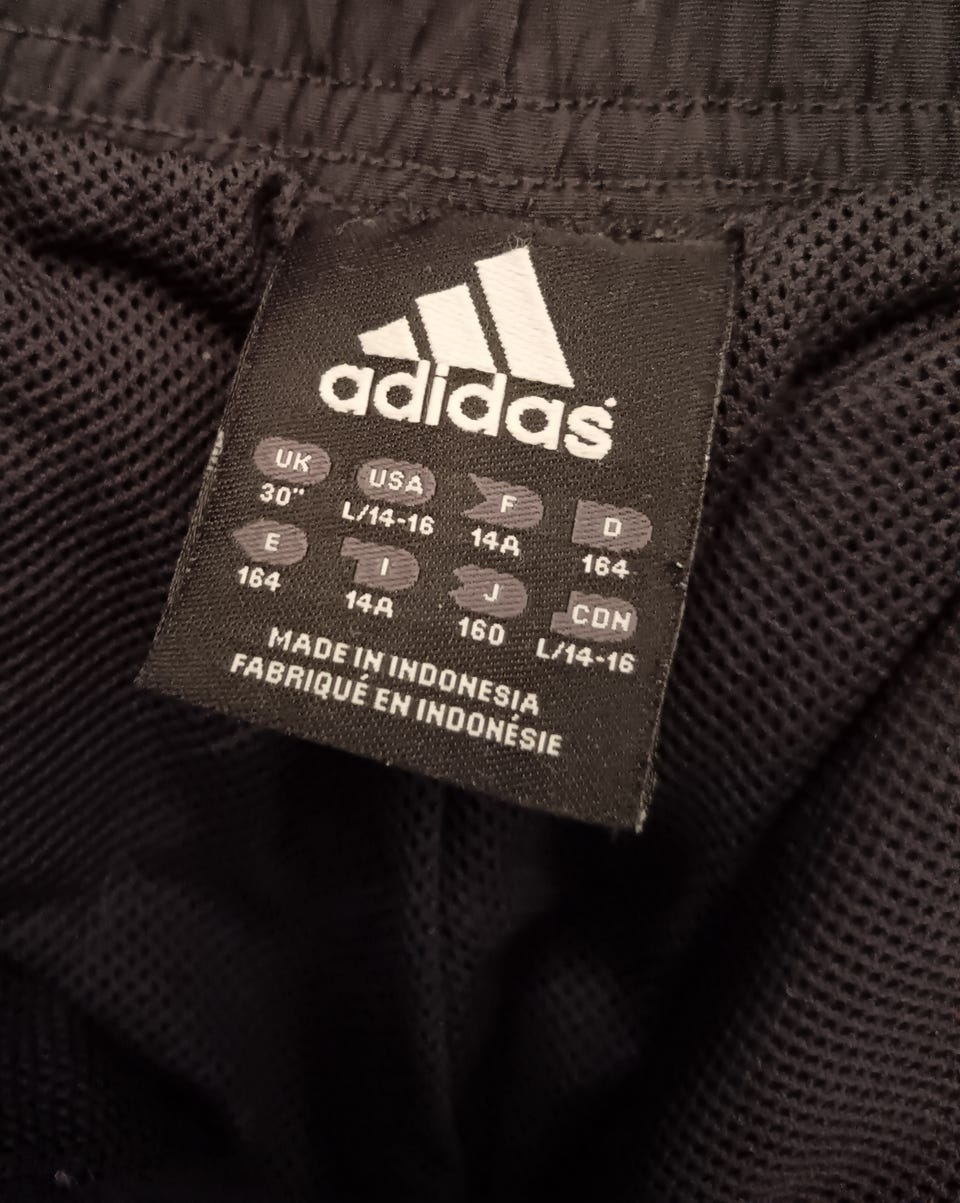 adidas
UK USA F D
30" L/14-16 14A 164
E I J CDN
164 14A 160 L/14-16
MADE IN INDONESIA
FABRIQUÉ EN INDONÉSIE